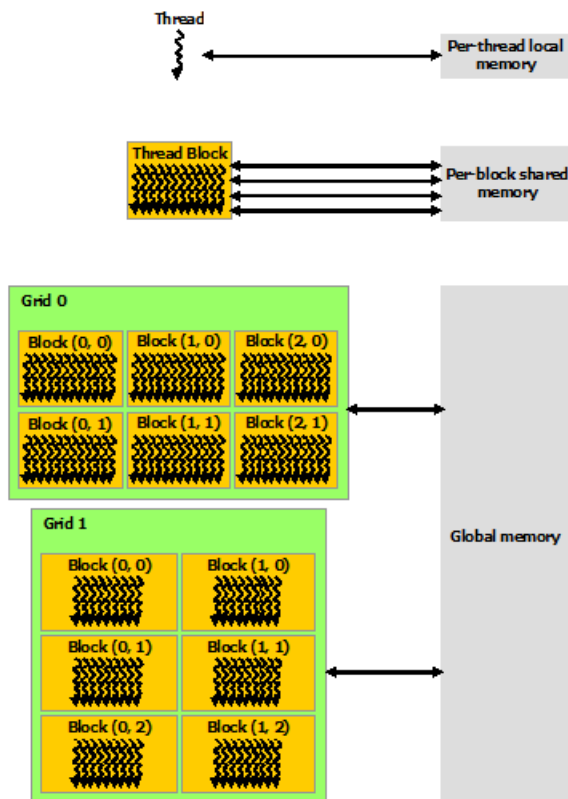 Thread
Per-thread local
memory
Thread Block
Per-block shared
memory
Grid 0
Block (0, 0)
Block (1, 0)
Block (2, 0)
Block (0, 1)
Block (1, 1)
Block (2, 1)
Grid 1
Block (0, 0)
Block (1, 0)
Global memory
Block (0, 1)
Block (1, 1)
Block (0, 2)
Block (1, 2)